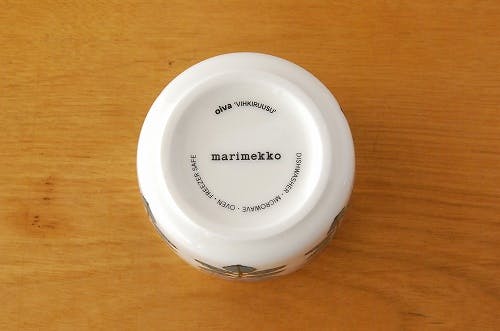 oiva 'VIHKIRUUSU'
marimekko
DISHWASHER · MICROWAVE · OVEN · FREEZER SAFE